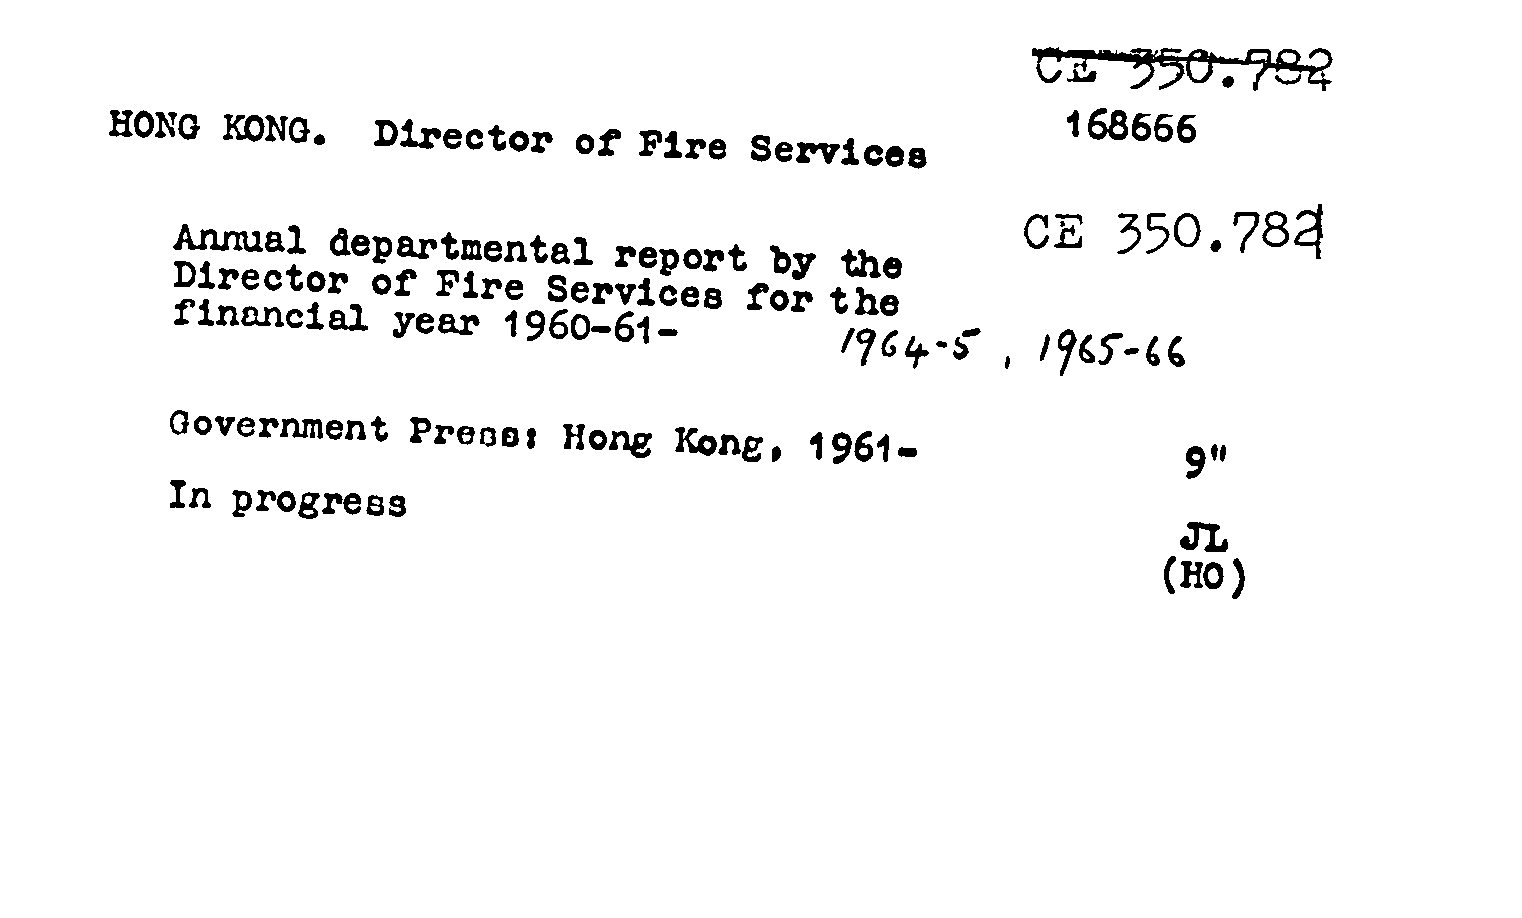 CE 350.782
HONG KONG. Director of Fire Services
168666
CE 350.782
Annual departmental report by the
Director of Fire Services for the
financial year 1960-61-
1964-5, 1965-66
Government Press: Hong Kong, 1961-
9"
In progress
JL
(HO)